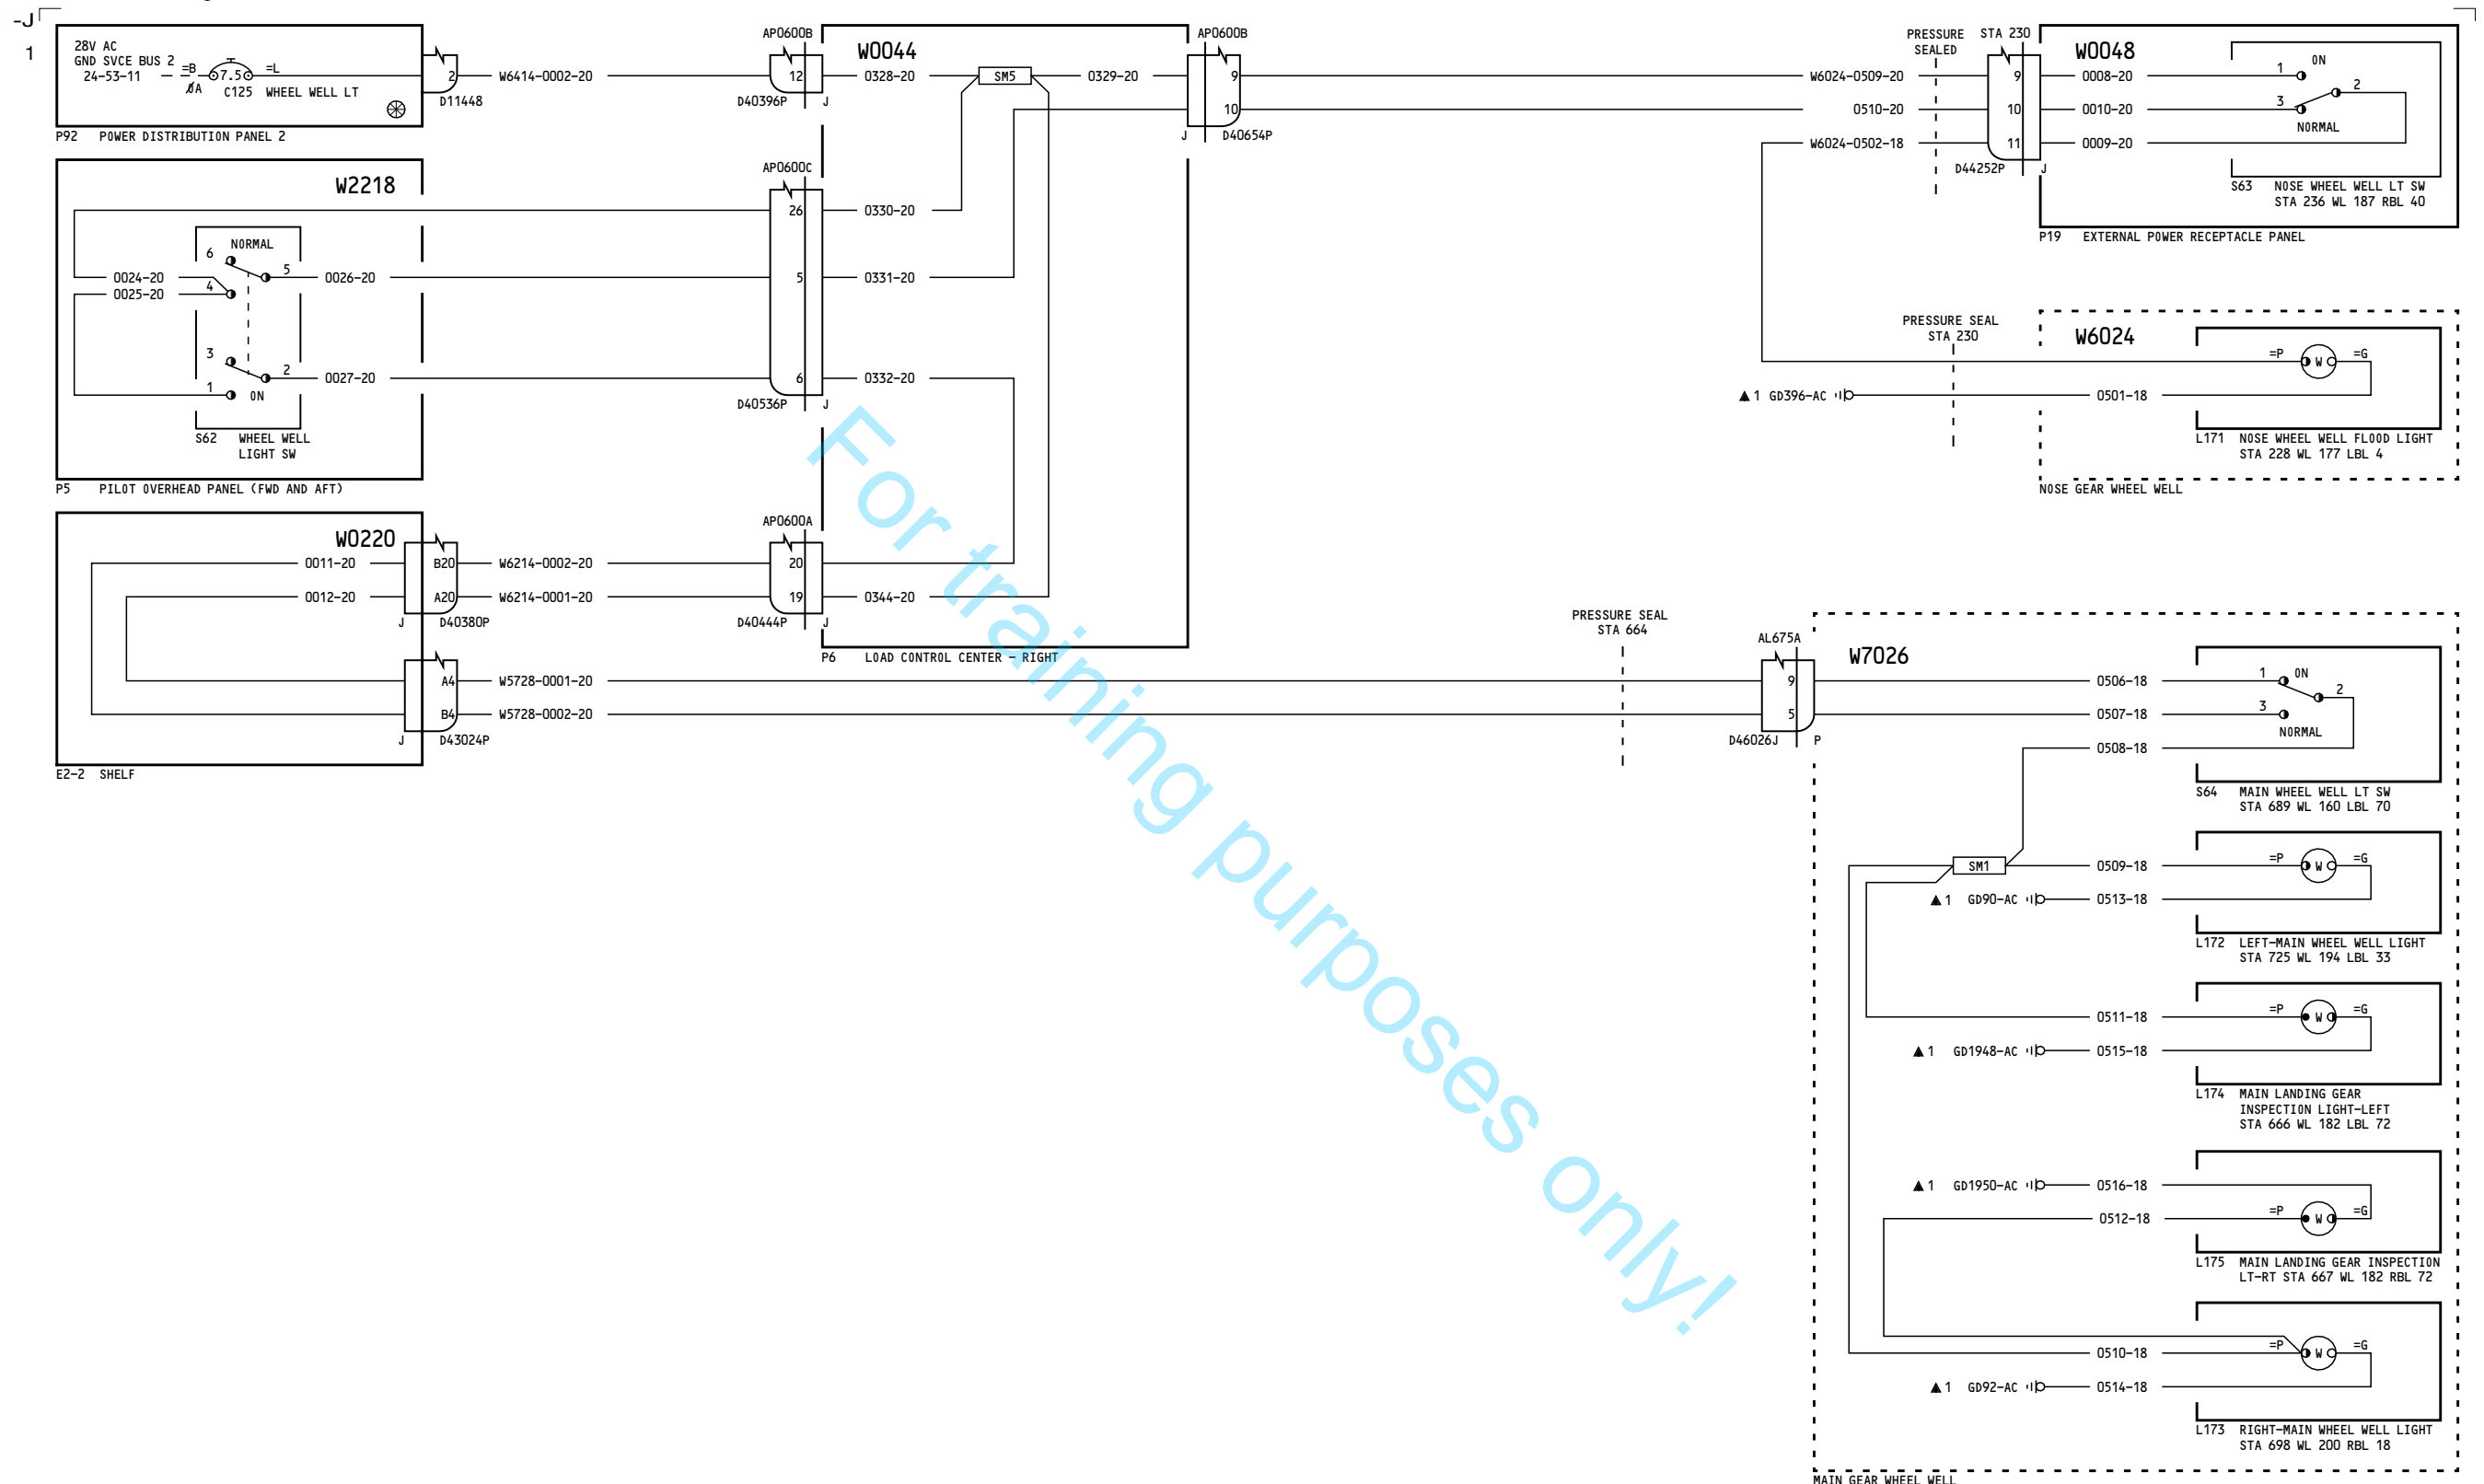 -J
1
28V AC
GND SVCE BUS 2
24-53-11
=B
ØA
7.5
=L
C125 WHEEL WELL LT
2
D11448
P92 POWER DISTRIBUTION PANEL 2
W6414-0002-20
AP0600B
12
D40396P J
W0044
0328-20
SM5
0329-20
AP0600B
9
10
J D40654P
W6024-0509-20
0510-20
W6024-0502-18
PRESSURE
SEALED
STA 230
9
10
11
D44252P J
W0048
0008-20
0010-20
0009-20
1 ON
2
3
NORMAL
S63 NOSE WHEEL WELL LT SW
STA 236 WL 187 RBL 40
P19 EXTERNAL POWER RECEPTACLE PANEL
W2218
NORMAL
6
5
4
0024-20
0025-20
0026-20
3
2
1
ON
0027-20
S62 WHEEL WELL
LIGHT SW
P5 PILOT OVERHEAD PANEL (FWD AND AFT)
AP0600C
26
5
6
D40536P J
0330-20
0331-20
0332-20
PRESSURE SEAL
STA 230
W6024
=P W =G
▲1 GD396-AC
0501-18
L171 NOSE WHEEL WELL FLOOD LIGHT
STA 228 WL 177 LBL 4
NOSE GEAR WHEEL WELL
W0220
0011-20
0012-20
B20
A20
J D40380P
W6214-0002-20
W6214-0001-20
AP0600A
20
19
D40444P J
0344-20
P6 LOAD CONTROL CENTER - RIGHT
A4
B4
J D43024P
W5728-0001-20
W5728-0002-20
E2-2 SHELF
PRESSURE SEAL
STA 664
AL675A
9
5
D46026J P
W7026
0506-18
0507-18
0508-18
1 ON
2
3
NORMAL
S64 MAIN WHEEL WELL LT SW
STA 689 WL 160 LBL 70
SM1
0509-18
=P W =G
▲1 GD90-AC
0513-18
L172 LEFT-MAIN WHEEL WELL LIGHT
STA 725 WL 194 LBL 33
0511-18
=P W =G
▲1 GD1948-AC
0515-18
L174 MAIN LANDING GEAR
INSPECTION LIGHT-LEFT
STA 666 WL 182 LBL 72
▲1 GD1950-AC
0516-18
0512-18
=P W =G
L175 MAIN LANDING GEAR INSPECTION
LT-RT STA 667 WL 182 RBL 72
=P W =G
0510-18
▲1 GD92-AC
0514-18
L173 RIGHT-MAIN WHEEL WELL LIGHT
STA 698 WL 200 RBL 18
MAIN GEAR WHEEL WELL
For training purposes only!